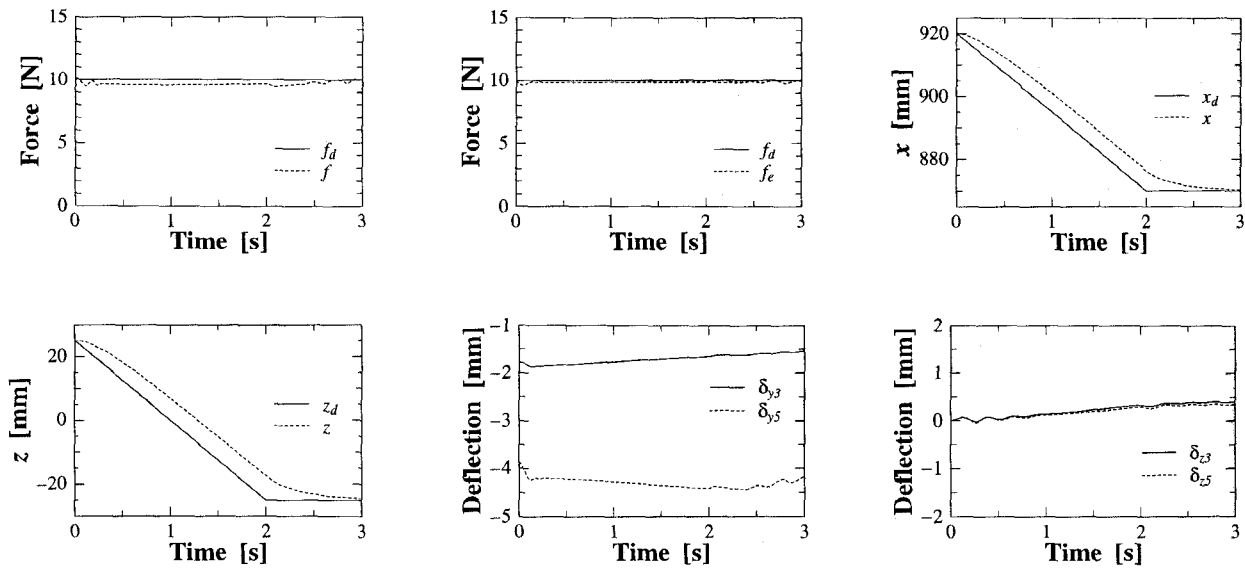 15
10
5
0
Force [N]
f_d
f
0 1 2 3
Time [s]
15
10
5
0
Force [N]
f_d
f_e
0 1 2 3
Time [s]
920
900
880
x [mm]
x_d
x
0 1 2 3
Time [s]
20
0
−20
z [mm]
z_d
z
0 1 2 3
Time [s]
−1
−2
−3
−4
−5
Deflection [mm]
δ_y3
δ_y5
0 1 2 3
Time [s]
2
1
0
1
−2
Deflection [mm]
δ_z3
δ_z5
0 1 2 3
Time [s]